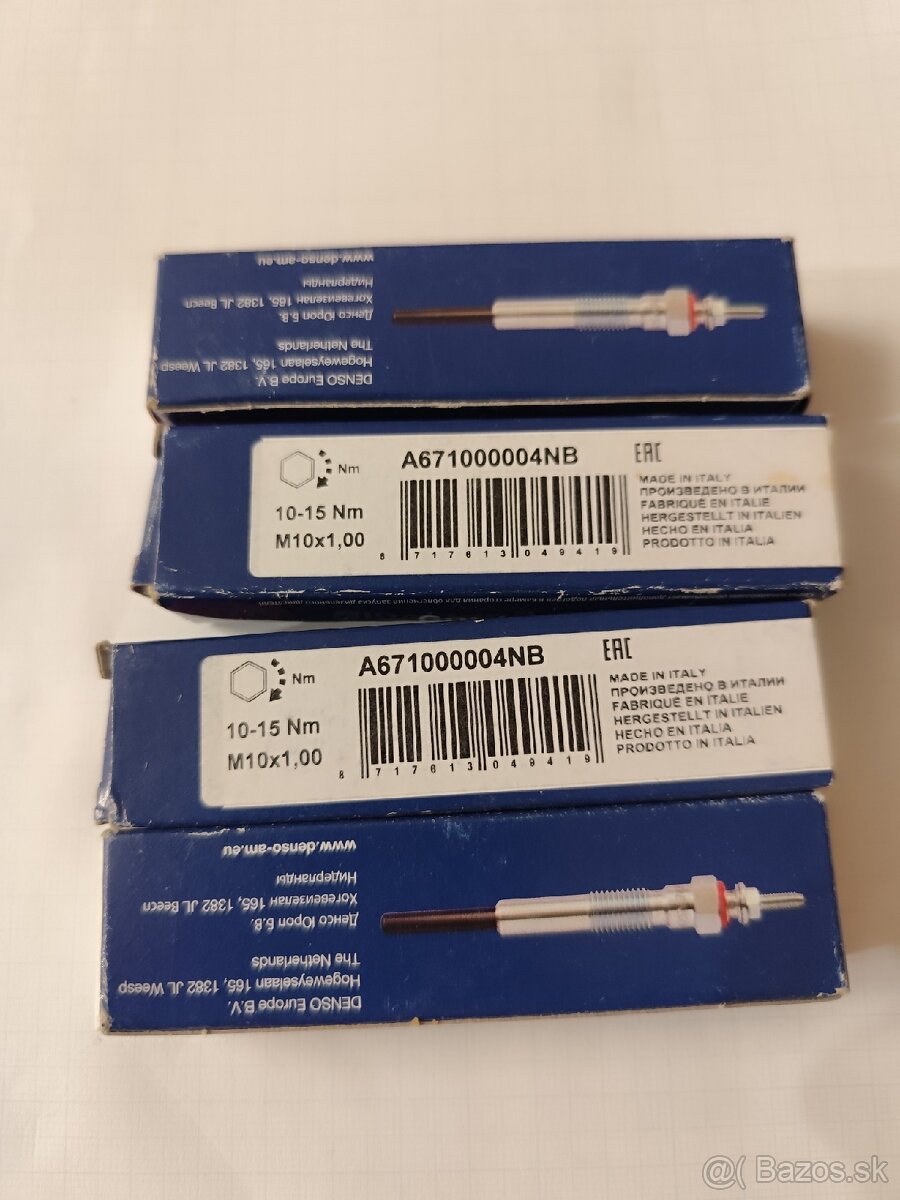 www.denso-am.eu
Нидерланды
Хогевейзелан 165, 1382 JL Весп
Денсо Юроп Б.В.
The Netherlands
Hogeweyselaan 165, 1382 JL Weesp
DENSO Europe B.V.
Nm
10-15 Nm
M10x1,00
A671000004NB
8 717613 049419
EAC
MADE IN ITALY
ПРОИЗВЕДЕНО В ИТАЛИИ
FABRIQUÉ EN ITALIE
HERGESTELLT IN ITALIEN
HECHO EN ITALIA
PRODOTTO IN ITALIA
Nm
10-15 Nm
M10x1,00
A671000004NB
8 717613 049419
EAC
MADE IN ITALY
ПРОИЗВЕДЕНО В ИТАЛИИ
FABRIQUÉ EN ITALIE
HERGESTELLT IN ITALIEN
HECHO EN ITALIA
PRODOTTO IN ITALIA
www.denso-am.eu
Нидерланды
Хогевейзелан 165, 1382 JL Весп
Денсо Юроп Б.В.
The Netherlands
Hogeweyselaan 165, 1382 JL Weesp
DENSO Europe B.V.
@( Bazos.sk